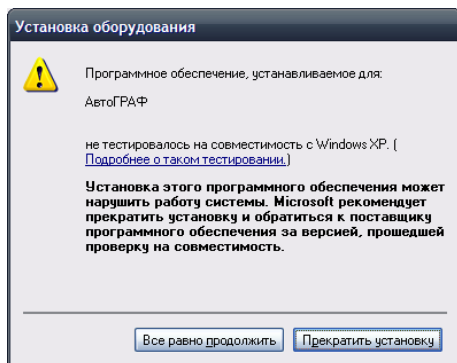 Установка оборудования
Программное обеспечение, устанавливаемое для:
АвтоГРАФ
не тестировалось на совместимость с Windows XP. (
Подробнее о таком тестировании.)
Установка этого программного обеспечения может
нарушить работу системы. Microsoft рекомендует
прекратить установку и обратиться к поставщику
программного обеспечения за версией, прошедшей
проверку на совместимость.
Все равно продолжить
Прекратить установку